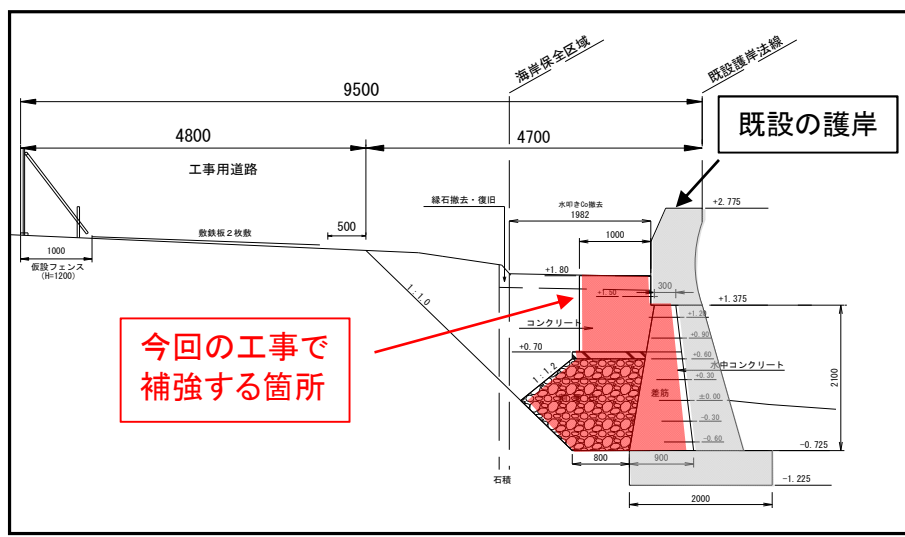 海岸保全区域
既設護岸法線
9500
4800
4700
既設の護岸
工事用道路
縁石撤去・復旧
水叩きCo撤去
1982
+2.775
500
敷鉄板2枚敷
1000
1000
仮設フェンス
(H=1200)
+1.80
300
+1.50
1:1.0
+1.375
今回の工事で
補強する箇所
コンクリート
+1.20
+0.90
+0.70
+0.60
水中コンクリート
1:1.2
+0.30
2100
差筋
±0.00
-0.30
-0.60
-0.725
800
900
石積
-1.225
2000